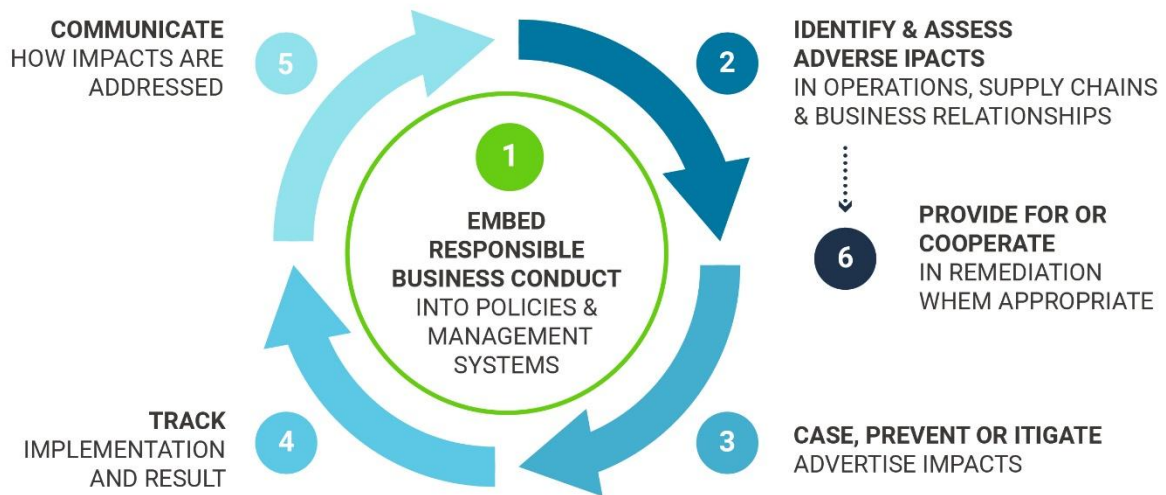 1
EMBED
RESPONSIBLE
BUSINESS CONDUCT
INTO POLICIES &
MANAGEMENT
SYSTEMS
2
IDENTIFY & ASSESS
ADVERSE IPACTS
IN OPERATIONS, SUPPLY CHAINS
& BUSINESS RELATIONSHIPS
3
CASE, PREVENT OR ITIGATE
ADVERTISE IMPACTS
4
TRACK
IMPLEMENTATION
AND RESULT
5
COMMUNICATE
HOW IMPACTS ARE
ADDRESSED
6
PROVIDE FOR OR
COOPERATE
IN REMEDIATION
WHEM APPROPRIATE